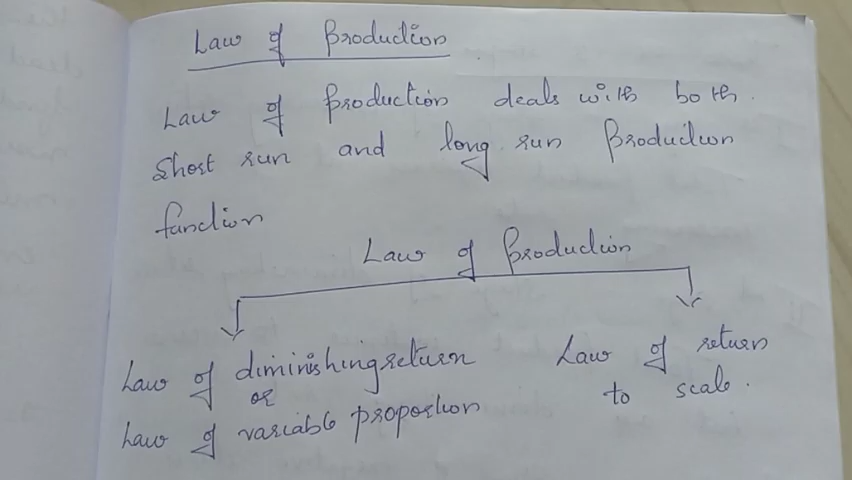 Law of Production
Law of Production deals with both
Short run and long run Production
function
Law of Production
Law of diminishing return
or
Law of variable proportion
Law of return
to scale.